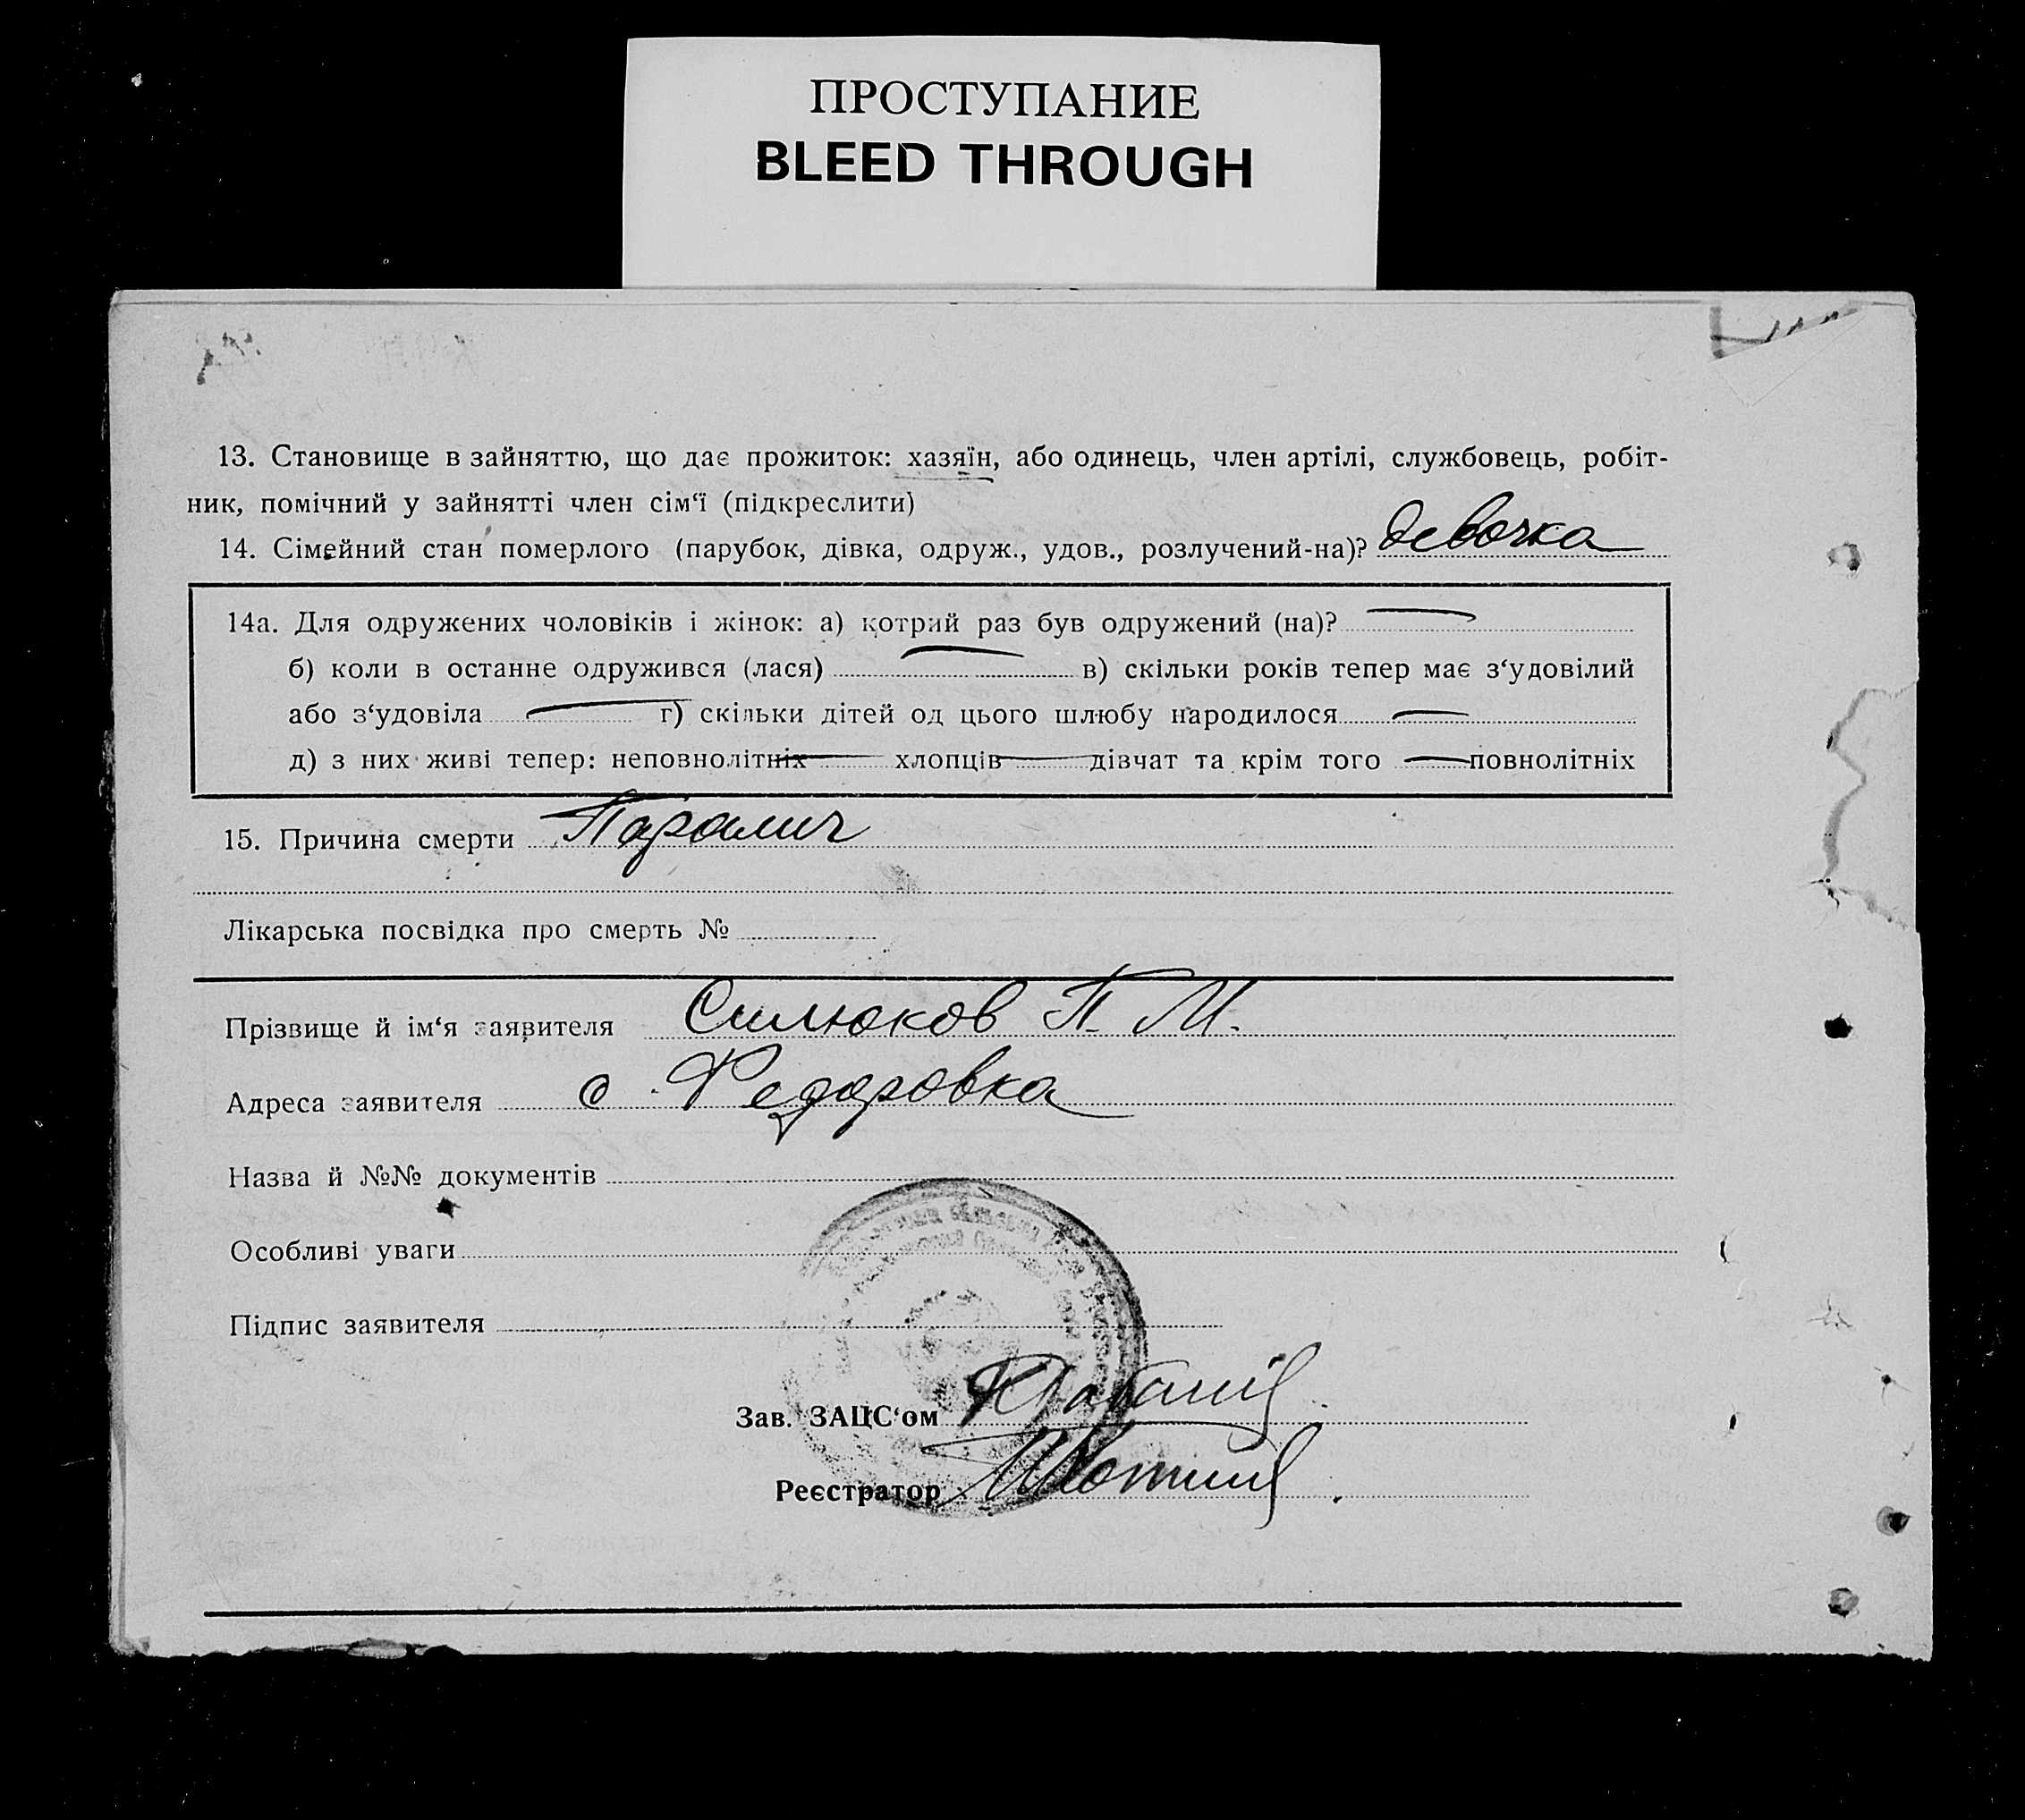 ПРОСТУПАНИЕ
BLEED THROUGH
13. Становище в зайняттю, що дає прожиток: хазяїн, або одинець, член артілі, службовець, робіт-
ник, помічний у зайнятті член сім‘ї (підкреслити)
14. Сімейний стан померлого (парубок, дівка, одруж., удов., розлучений-на)? девочка
14а. Для одружених чоловіків і жінок: а) котрий раз був одружений (на)?
б) коли в останне одружився (лася) в) скільки років тепер має з‘удовілий
або з‘удовіла г) скільки дітей од цього шлюбу народилося
д) з них живі тепер: неповнолітніх хлопців дівчат та крім того повнолітніх
15. Причина смерти Паралич
Лікарська посвідка про смерть №
Прізвище й ім‘я заявителя Силюков П. М.
Адреса заявителя с. Федоровка
Назва й №№ документів
Особливі уваги
Підпис заявителя
Зав. ЗАЦС‘ом
Реєстратор